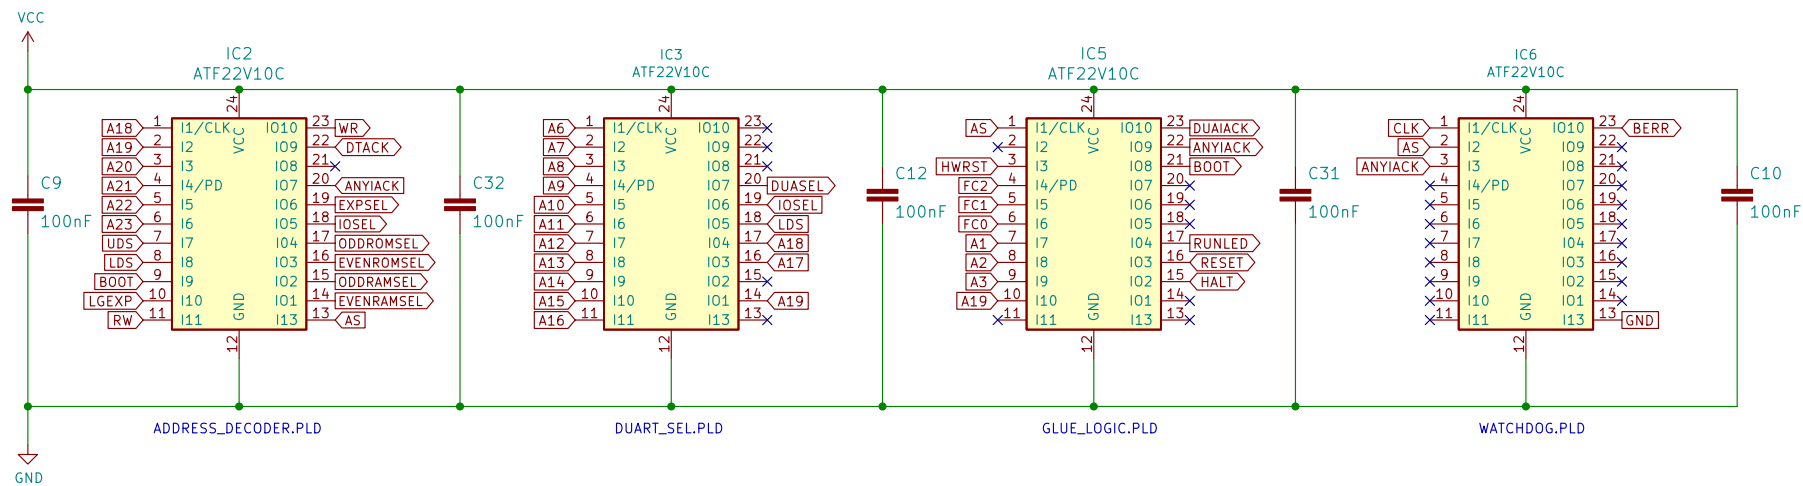 VCC
IC2
ATF22V10C
IC3
ATF22V10C
IC5
ATF22V10C
IC6
ATF22V10C
24
24
24
24
A18 1 I1/CLK VCC IO10 23 WR
A19 2 I2 IO9 22 DTACK
A20 3 I3 IO8 21
A21 4 I4/PD IO7 20 ANYIACK
A22 5 I5 IO6 19 EXPSEL
A23 6 I6 IO5 18 IOSEL
UDS 7 I7 IO4 17 ODDROMSEL
LDS 8 I8 IO3 16 EVENROMSEL
BOOT 9 I9 IO2 15 ODDRAMSEL
LGEXP 10 I10 GND IO1 14 EVENRAMSEL
RW 11 I11 I13 13 AS
12
C9
100nF
ADDRESS_DECODER.PLD
A6 1 I1/CLK VCC IO10 23
A7 2 I2 IO9 22
A8 3 I3 IO8 21
A9 4 I4/PD IO7 20 DUASEL
A10 5 I5 IO6 19 IOSEL
A11 6 I6 IO5 18 LDS
A12 7 I7 IO4 17 A18
A13 8 I8 IO3 16 A17
A14 9 I9 IO2 15
A15 10 I10 GND IO1 14 A19
A16 11 I11 I13 13
12
C32
100nF
DUART_SEL.PLD
AS 1 I1/CLK VCC IO10 23 DUAIACK
2 I2 IO9 22 ANYIACK
HWRST 3 I3 IO8 21 BOOT
FC2 4 I4/PD IO7 20
FC1 5 I5 IO6 19
FC0 6 I6 IO5 18
A1 7 I7 IO4 17 RUNLED
A2 8 I8 IO3 16 RESET
A3 9 I9 IO2 15 HALT
A19 10 I10 GND IO1 14
11 I11 I13 13
12
C12
100nF
GLUE_LOGIC.PLD
CLK 1 I1/CLK VCC IO10 23 BERR
AS 2 I2 IO9 22
ANYIACK 3 I3 IO8 21
4 I4/PD IO7 20
5 I5 IO6 19
6 I6 IO5 18
7 I7 IO4 17
8 I8 IO3 16
9 I9 IO2 15
10 I10 GND IO1 14
11 I11 I13 13 GND
12
C31
100nF
C10
100nF
WATCHDOG.PLD
GND